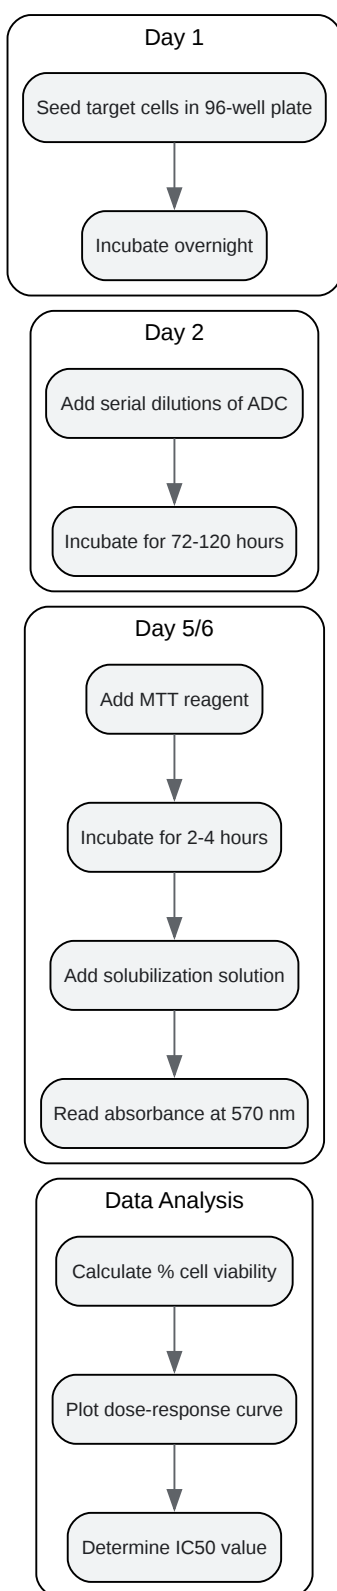 Day 1
Seed target cells in 96-well plate
Incubate overnight
Day 2
Add serial dilutions of ADC
Incubate for 72-120 hours
Day 5/6
Add MTT reagent
Incubate for 2-4 hours
Add solubilization solution
Read absorbance at 570 nm
Data Analysis
Calculate % cell viability
Plot dose-response curve
Determine IC50 value